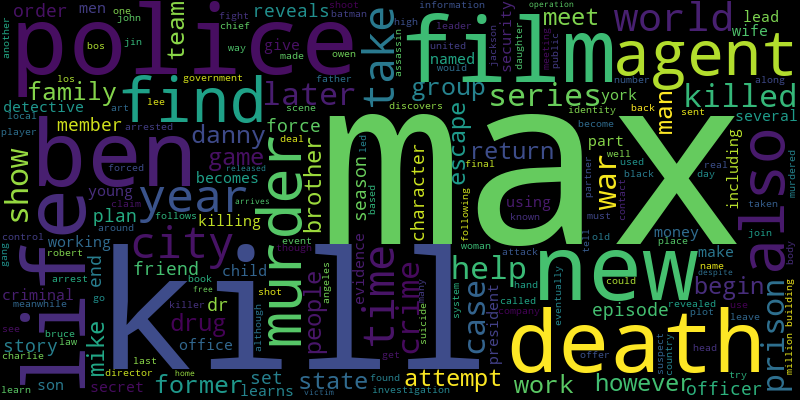 max
kill
police
film
death
new
ben
life
agent
find
also
year
murder
city
take
world
killed
series
later
group
family
danny
game
show
team
brother
force
character
season
escape
return
war
man
help
begin
case
time
crime
people
drug
prison
former
state
attempt
work
however
officer
episode
president
friend
plan
member
detective
order
men
reveals
meet
named
york
security
lead
wife
several
including
part
using
money
make
end
mike
story
son
secret
criminal
working
young
becomes
killing
child
dr
office
set
learns
evidence
angeles
suicide
another
john
jin
one
bos
los
lee
art
local
player
arrested
forced
claim
follows
around
released
arrives
deal
scene
government
chief
way
made
fight
give
batman
owen
father
shoot
assassin
high
leader
united
would
information
operation
jackson
daughter
meeting
public
number
along
identity
become
back
sent
discovers
final
led
based
known
following
woman
attack
must
well
used
old
tell
partner
black
contact
real
day
taken
join
murdered
body
million building
place
name
could
despite
revealed
plot
use
leave
try
head
suspect
country
offer
called
hand
company
eventually
system
many
get
found
investigation
victim
though
event
although
shot
book
free
killer
last
director
home
robert
control
gang
arrest
meanwhile
go
see
bruce
law
charlie
learn